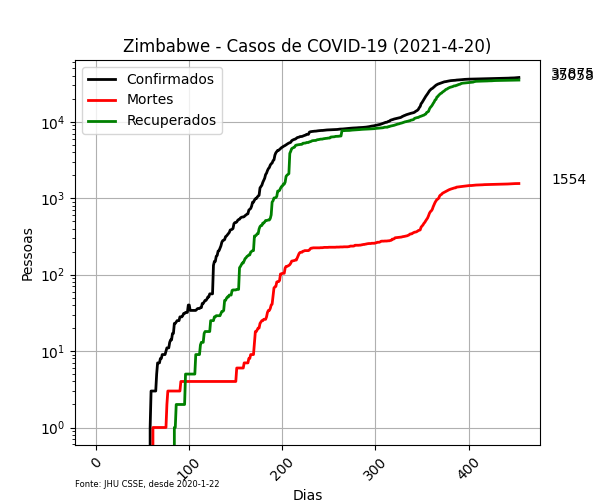 Zimbabwe - Casos de COVID-19 (2021-4-20)
Confirmados
Mortes
Recuperados
1554
Pessoas
10⁴
10³
10²
10¹
10⁰
0
100
200
300
400
Fonte: JHU CSSE, desde 2020-1-22
Dias